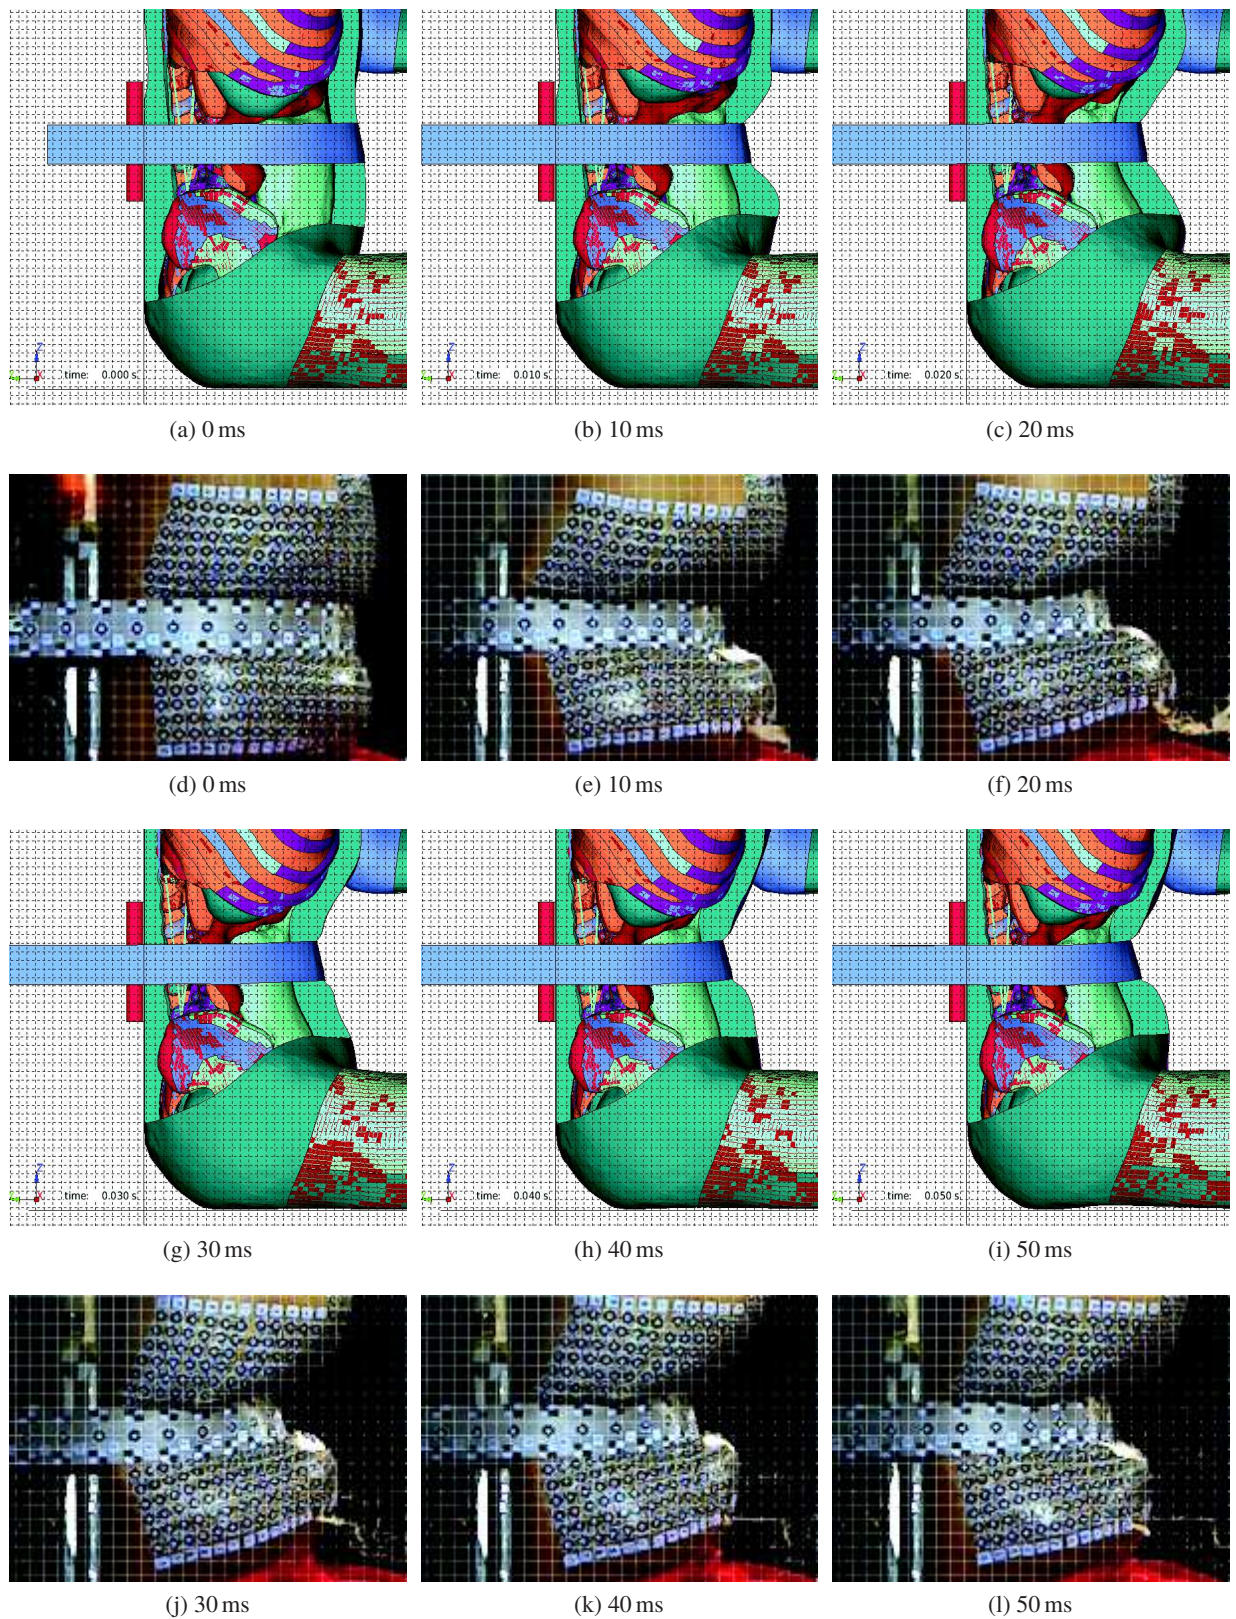 Z
X
time: 0.000 s.
Z
X
time: 0.010 s.
Z
X
time: 0.020 s.
(a) 0 ms
(b) 10 ms
(c) 20 ms
(d) 0 ms
(e) 10 ms
(f) 20 ms
Z
X
time: 0.030 s.
Z
X
time: 0.040 s.
Z
X
time: 0.050 s.
(g) 30 ms
(h) 40 ms
(i) 50 ms
(j) 30 ms
(k) 40 ms
(l) 50 ms